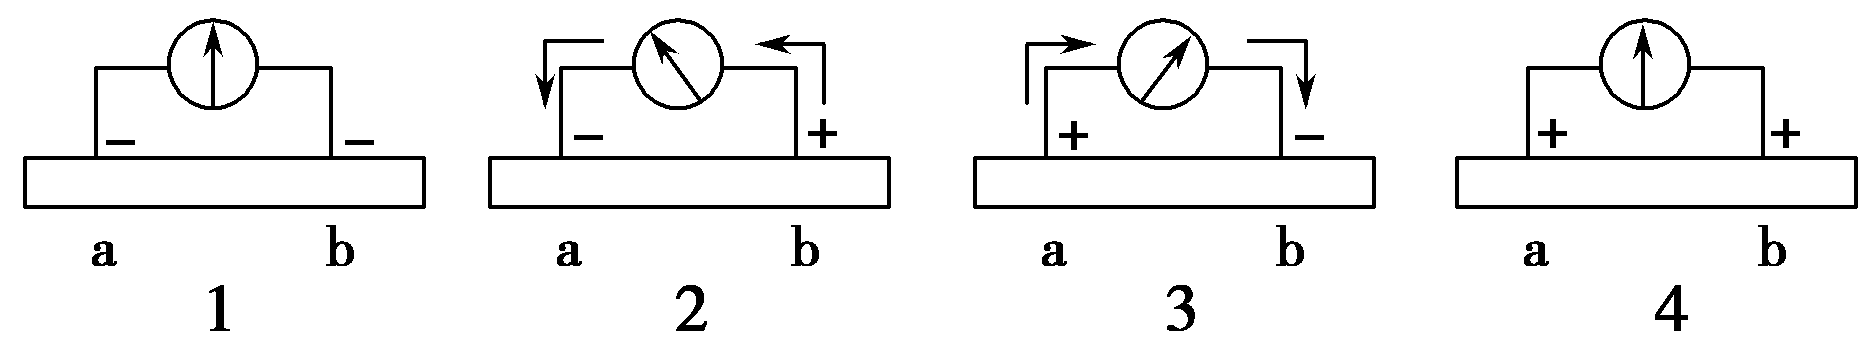 − − − + + − + +
a b a b a b a b
1 2 3 4